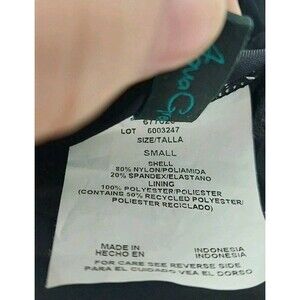 LOT 6003247
SIZE/TALLA
SMALL
SHELL
80% NYLON/POLIAMIDA
20% SPANDEX/ELASTANO
LINING
100% POLYESTER/POLIESTER
(CONTAINS 50% RECYCLED POLYESTER/
POLIESTER RECICLADO)
MADE IN INDONESIA
HECHO EN INDONESIA
FOR CARE SEE REVERSE SIDE
PARA EL CUIDADO VEA EL DORSO